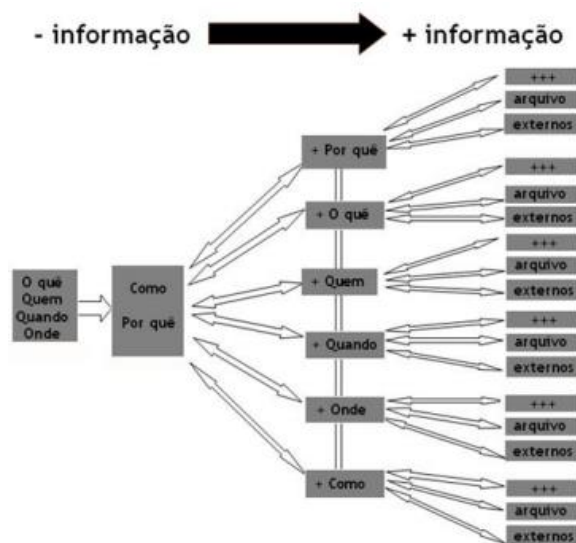 - informação
+ informação
O quê
Quem
Quando
Onde
Como
Por quê
+ Por quê
+ O quê
+ Quem
+ Quando
+ Onde
+ Como
+++
arquivo
externos
+++
arquivo
externos
+++
arquivo
externos
+++
arquivo
externos
+++
arquivo
externos
+++
arquivo
externos